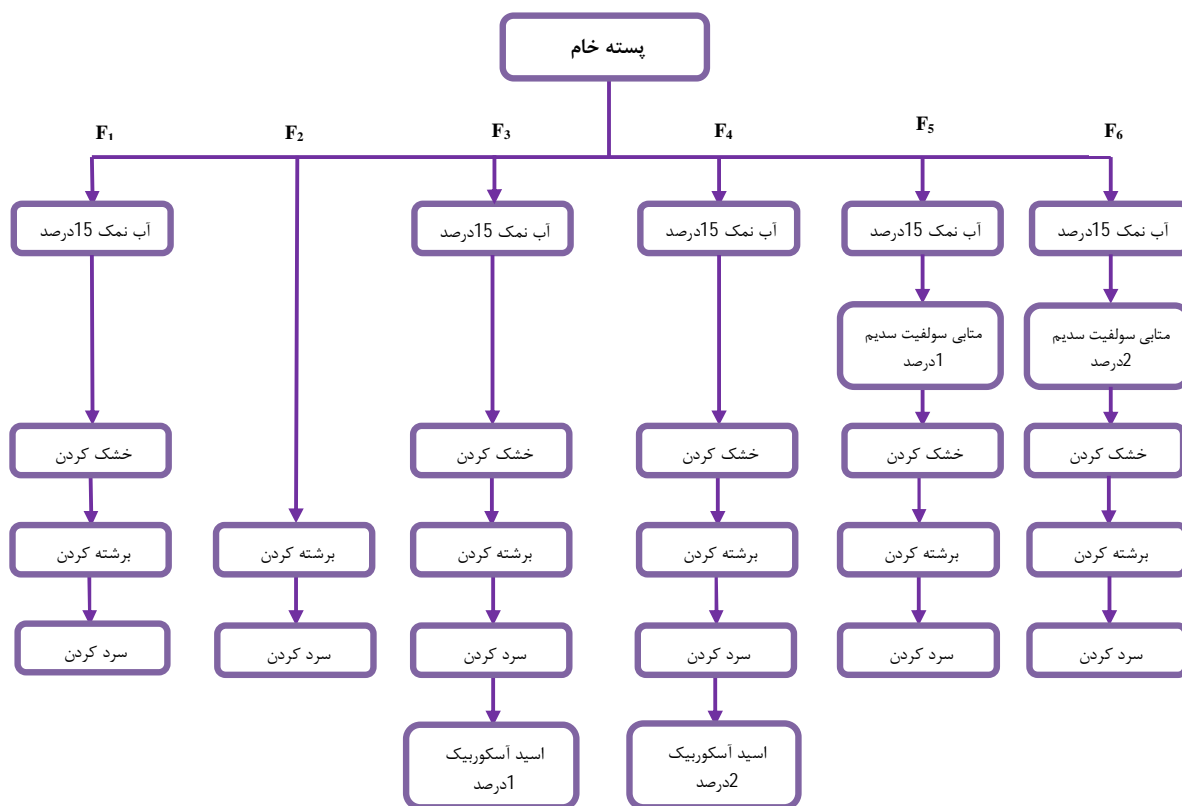 پسته خام
F₁
F₂
F₃
F₄
F₅
F₆
آب نمک 15درصد
آب نمک 15درصد
آب نمک 15درصد
آب نمک 15درصد
آب نمک 15درصد
متابی سولفیت سدیم
1درصد
متابی سولفیت سدیم
2درصد
خشک کردن
خشک کردن
خشک کردن
خشک کردن
خشک کردن
برشته کردن
برشته کردن
برشته کردن
برشته کردن
برشته کردن
برشته کردن
سرد کردن
سرد کردن
سرد کردن
سرد کردن
سرد کردن
سرد کردن
اسید آسکوربیک
1درصد
اسید آسکوربیک
2درصد